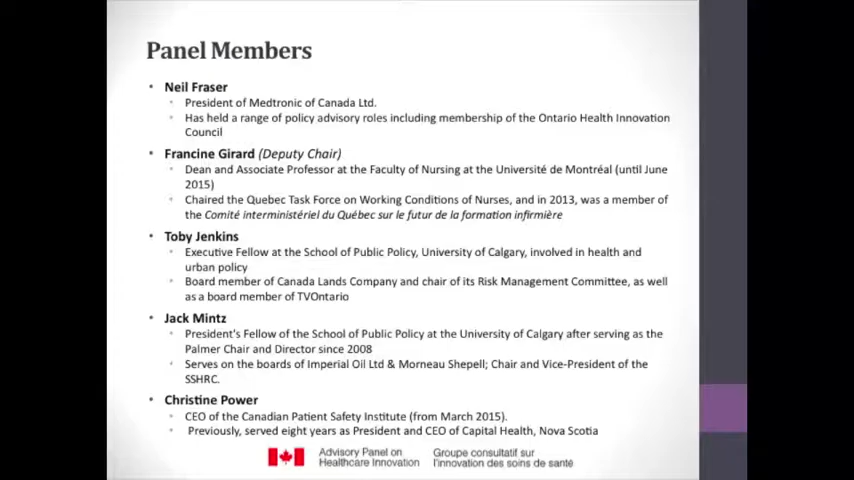 Panel Members
• Neil Fraser
• President of Medtronic of Canada Ltd.
• Has held a range of policy advisory roles including membership of the Ontario Health Innovation
Council
• Francine Girard (Deputy Chair)
• Dean and Associate Professor at the Faculty of Nursing at the Université de Montréal (until June
2015)
• Chaired the Quebec Task Force on Working Conditions of Nurses, and in 2013, was a member of
the Comité interministériel du Québec sur le futur de la formation infirmière
• Toby Jenkins
• Executive Fellow at the School of Public Policy, University of Calgary, involved in health and
urban policy
• Board member of Canada Lands Company and chair of its Risk Management Committee, as well
as a board member of TVOntario
• Jack Mintz
• President's Fellow of the School of Public Policy at the University of Calgary after serving as the
Palmer Chair and Director since 2008
• Serves on the boards of Imperial Oil Ltd & Morneau Shepell; Chair and Vice-President of the
SSHRC.
• Christine Power
• CEO of the Canadian Patient Safety Institute (from March 2015).
• Previously, served eight years as President and CEO of Capital Health, Nova Scotia
Advisory Panel on
Healthcare Innovation
Groupe consultatif sur
l'innovation des soins de santé